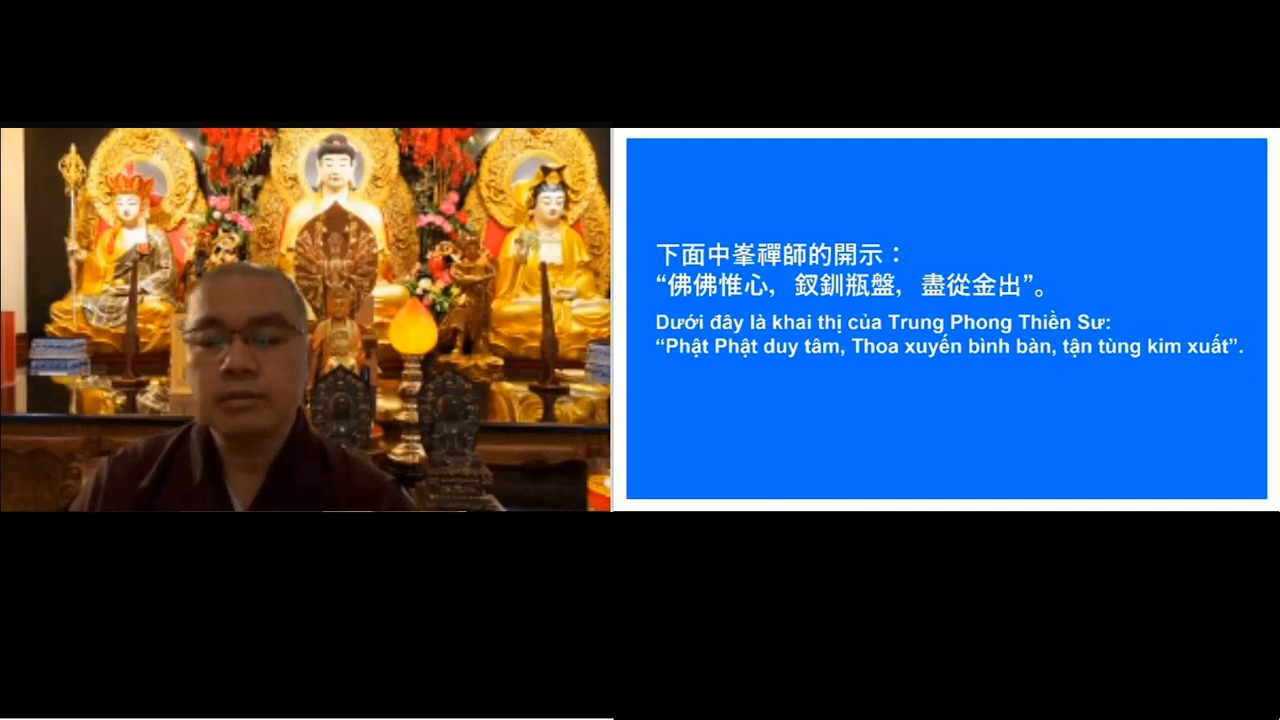 下面中峯禪師的開示：
“佛佛惟心，釵釧瓶盤，盡從金出”。
Dưới đây là khai thị của Trung Phong Thiền Sư:
“Phật Phật duy tâm, Thoa xuyến bình bàn, tận tùng kim xuất”.